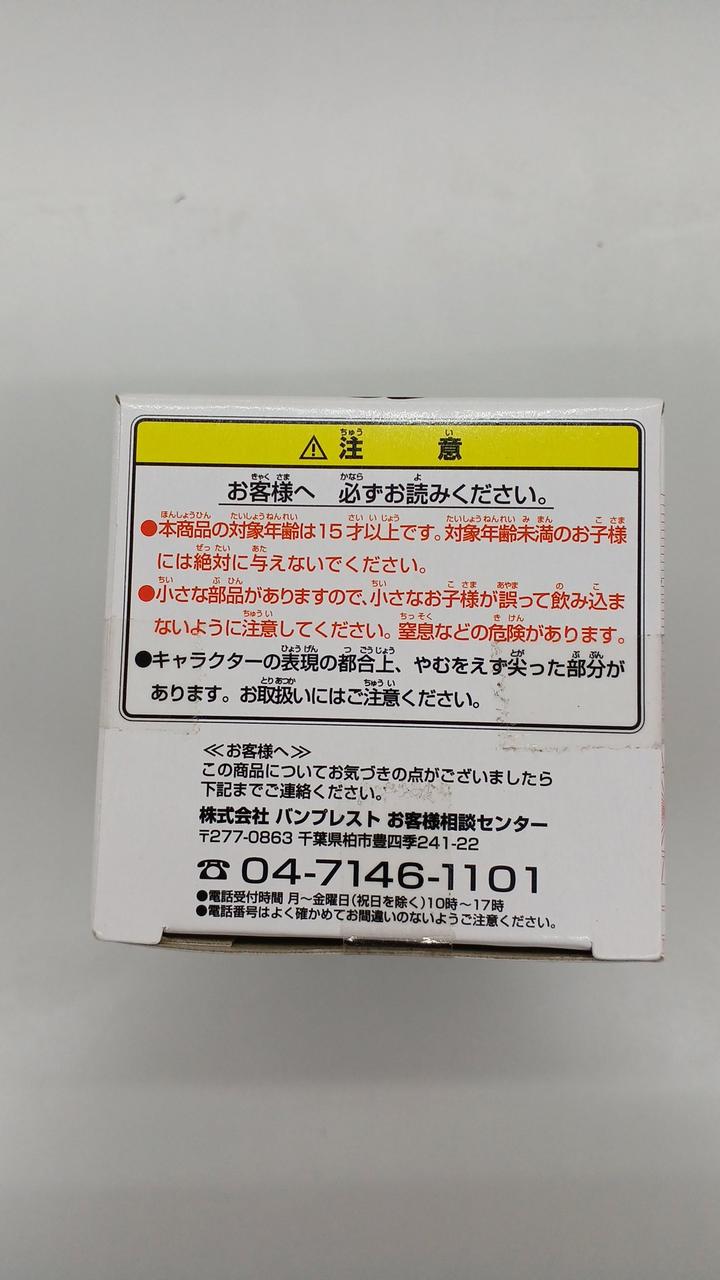 ⚠注意
お客様へ 必ずお読みください。
●本商品の対象年齢は15才以上です。対象年齢未満のお子様
には絶対に与えないでください。
●小さな部品がありますので、小さなお子様が誤って飲み込ま
ないように注意してください。窒息などの危険があります。
●キャラクターの表現の都合上、やむをえず尖った部分が
あります。お取扱いにはご注意ください。
≪お客様へ≫
この商品についてお気づきの点がございましたら
下記までご連絡ください。
株式会社 バンプレスト お客様相談センター
〒277-0863 千葉県柏市豊四季241-22
☎04-7146-1101
●電話受付時間 月〜金曜日(祝日を除く)10時〜17時
●電話番号はよく確かめてお間違いのないようご注意ください。